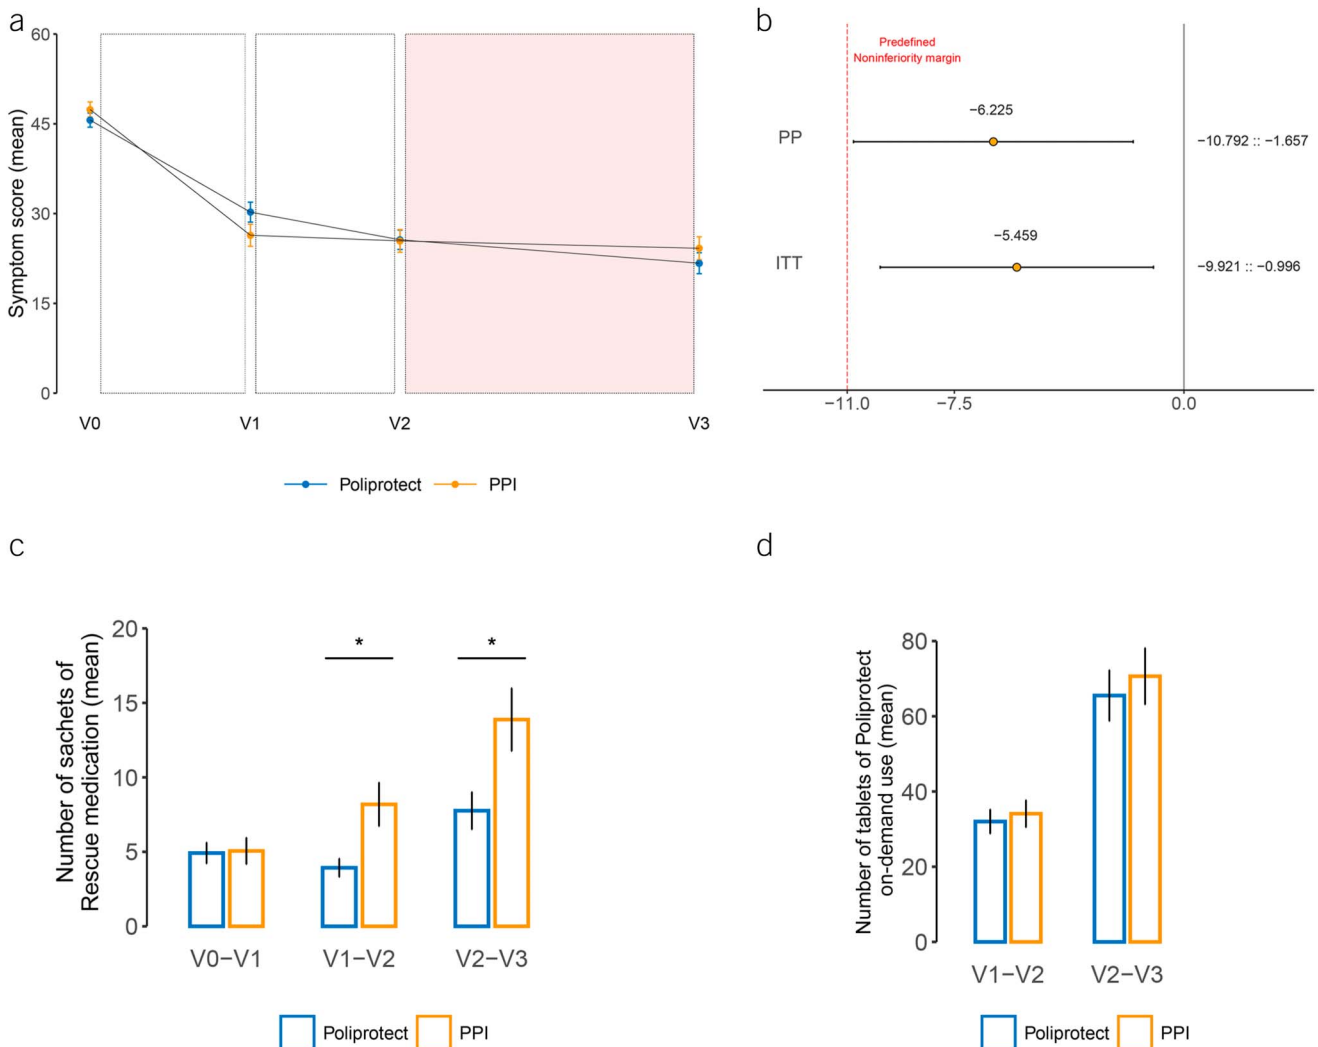 a
60
45
30
15
0
Symptom score (mean)
V0
V1
V2
V3
Poliprotect
PPI
b
Predefined
Noninferiority margin
PP
−6.225
−10.792 :: −1.657
ITT
−5.459
−9.921 :: −0.996
−11.0
−7.5
0.0
c
Number of sachets of
Rescue medication (mean)
20
15
10
5
0
*
*
V0−V1
V1−V2
V2−V3
Poliprotect
PPI
d
Number of tablets of Poliprotect
on-demand use (mean)
80
60
40
20
0
V1−V2
V2−V3
Poliprotect
PPI